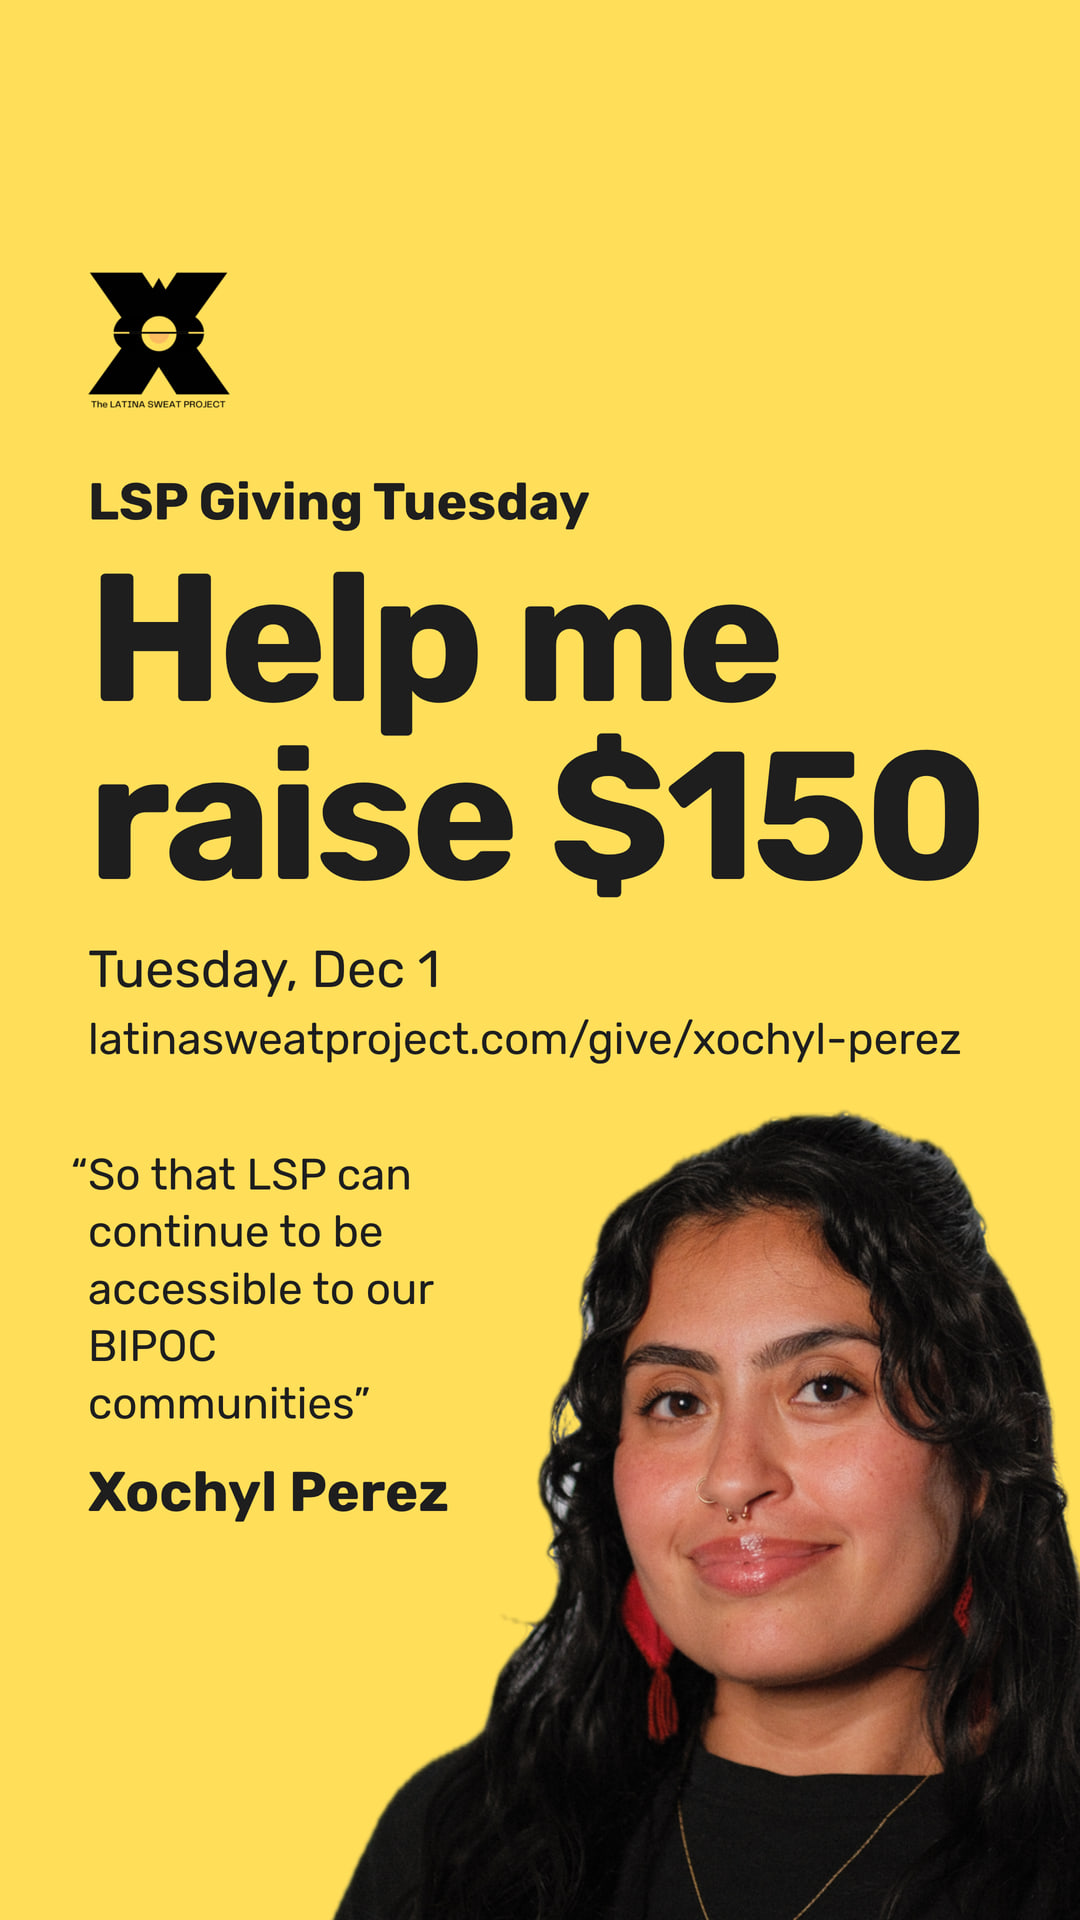 The LATINA SWEAT PROJECT
LSP Giving Tuesday
Help me
raise $150
Tuesday, Dec 1
latinasweatproject.com/give/xochyl-perez
“So that LSP can
continue to be
accessible to our
BIPOC
communities”
Xochyl Perez